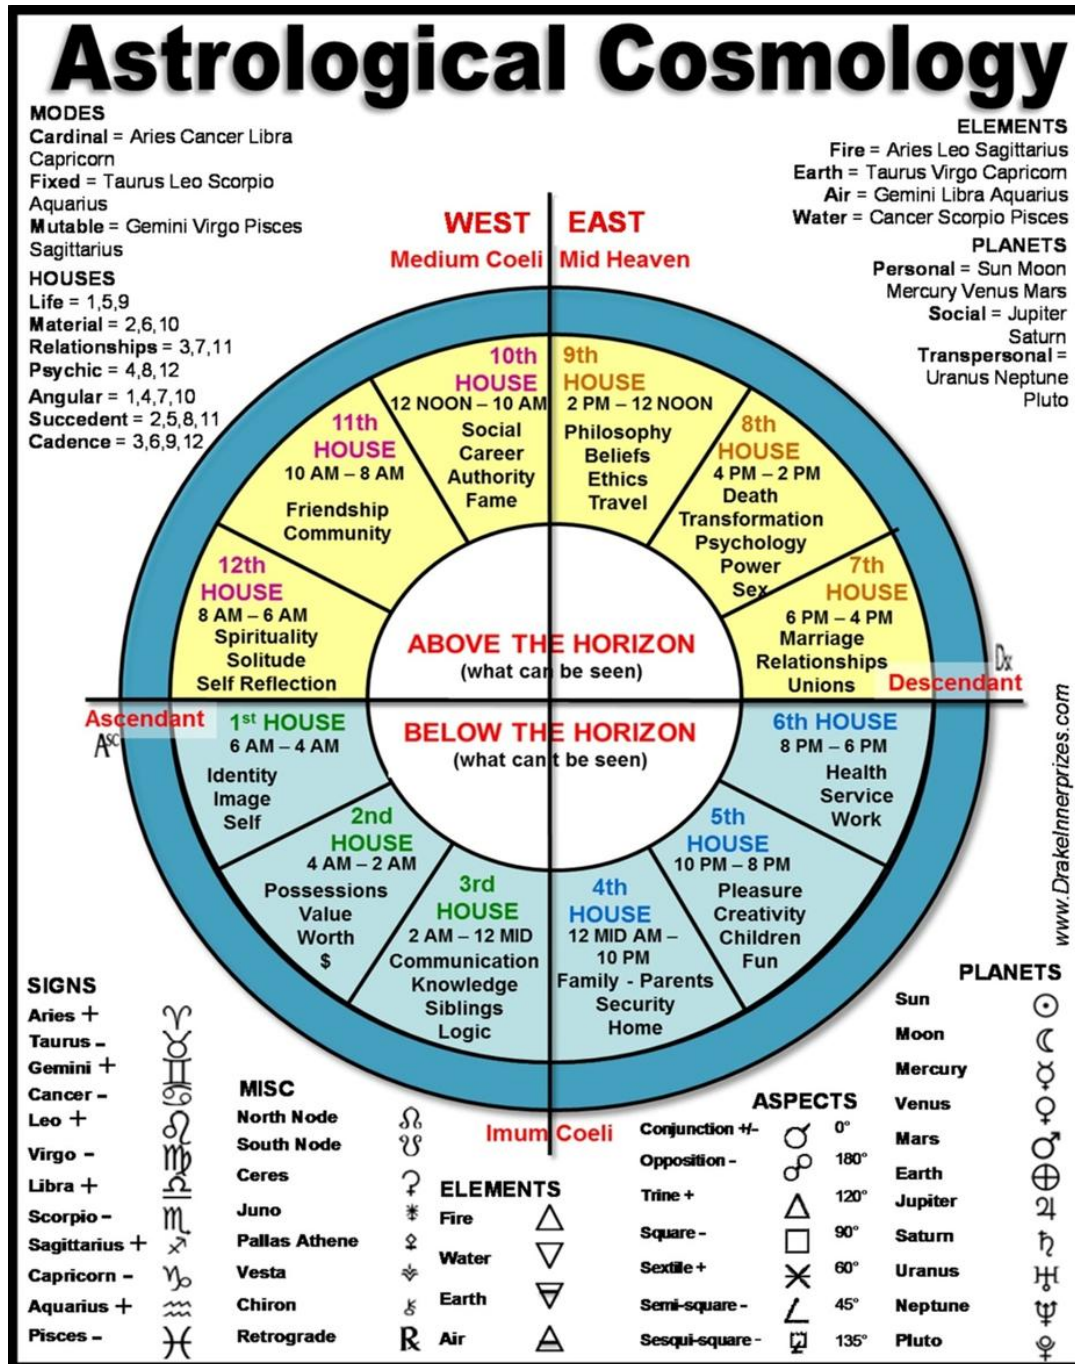 Astrological Cosmology
MODES
Cardinal = Aries Cancer Libra
Capricorn
Fixed = Taurus Leo Scorpio
Aquarius
Mutable = Gemini Virgo Pisces
Sagittarius
HOUSES
Life = 1,5,9
Material = 2,6,10
Relationships = 3,7,11
Psychic = 4,8,12
Angular = 1,4,7,10
Succedent = 2,5,8,11
Cadence = 3,6,9,12
ELEMENTS
Fire = Aries Leo Sagittarius
Earth = Taurus Virgo Capricorn
Air = Gemini Libra Aquarius
Water = Cancer Scorpio Pisces
PLANETS
Personal = Sun Moon
Mercury Venus Mars
Social = Jupiter
Saturn
Transpersonal =
Uranus Neptune
Pluto
WEST EAST
Medium Coeli Mid Heaven
10th
HOUSE
12 NOON – 10 AM
Social
Career
Authority
Fame
9th
HOUSE
2 PM – 12 NOON
Philosophy
Beliefs
Ethics
Travel
11th
HOUSE
10 AM – 8 AM
Friendship
Community
8th
HOUSE
4 PM – 2 PM
Death
Transformation
Psychology
Power
Sex
12th
HOUSE
8 AM – 6 AM
Spirituality
Solitude
Self Reflection
7th
HOUSE
6 PM – 4 PM
Marriage
Relationships
Unions
ABOVE THE HORIZON
(what can be seen)
Dx
Descendant
Ascendant
Asc
BELOW THE HORIZON
(what can't be seen)
1st HOUSE
6 AM – 4 AM
Identity
Image
Self
6th HOUSE
8 PM – 6 PM
Health
Service
Work
2nd
HOUSE
4 AM – 2 AM
Possessions
Value
Worth
$
5th
HOUSE
10 PM – 8 PM
Pleasure
Creativity
Children
Fun
3rd
HOUSE
2 AM – 12 MID
Communication
Knowledge
Siblings
Logic
4th
HOUSE
12 MID AM –
10 PM
Family - Parents
Security
Home
Imum Coeli
www.DrakeInnerprizes.com
SIGNS
Aries + ♈
Taurus – ♉
Gemini + ♊
Cancer – ♋
Leo + ♌
Virgo – ♍
Libra + ♎
Scorpio – ♏
Sagittarius + ♐
Capricorn – ♑
Aquarius + ♒
Pisces – ♓
MISC
North Node ☊
South Node ☋
Ceres ⚳
Juno ⚵
Pallas Athene ⚴
Vesta ⚶
Chiron ⚷
Retrograde ℞
ELEMENTS
Fire △
Water ▽
Earth 🜃
Air 🜁
ASPECTS
Conjunction +/- ☌ 0°
Opposition – ☍ 180°
Trine + △ 120°
Square – □ 90°
Sextile + ⚹ 60°
Semi-square – ∠ 45°
Sesqui-square – ⚼ 135°
PLANETS
Sun ☉
Moon ☾
Mercury ☿
Venus ♀
Mars ♂
Earth ⊕
Jupiter ♃
Saturn ♄
Uranus ♅
Neptune ♆
Pluto ♇